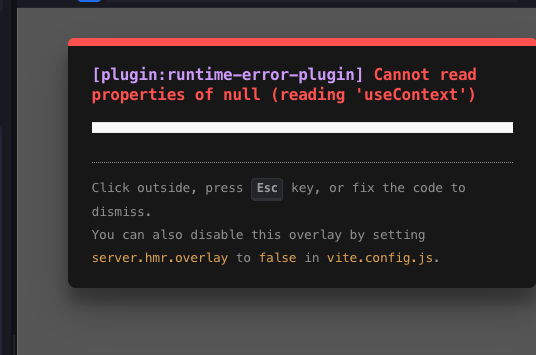 [plugin:runtime-error-plugin] Cannot read
properties of null (reading 'useContext')
Click outside, press Esc key, or fix the code to
dismiss.
You can also disable this overlay by setting
server.hmr.overlay to false in vite.config.js.